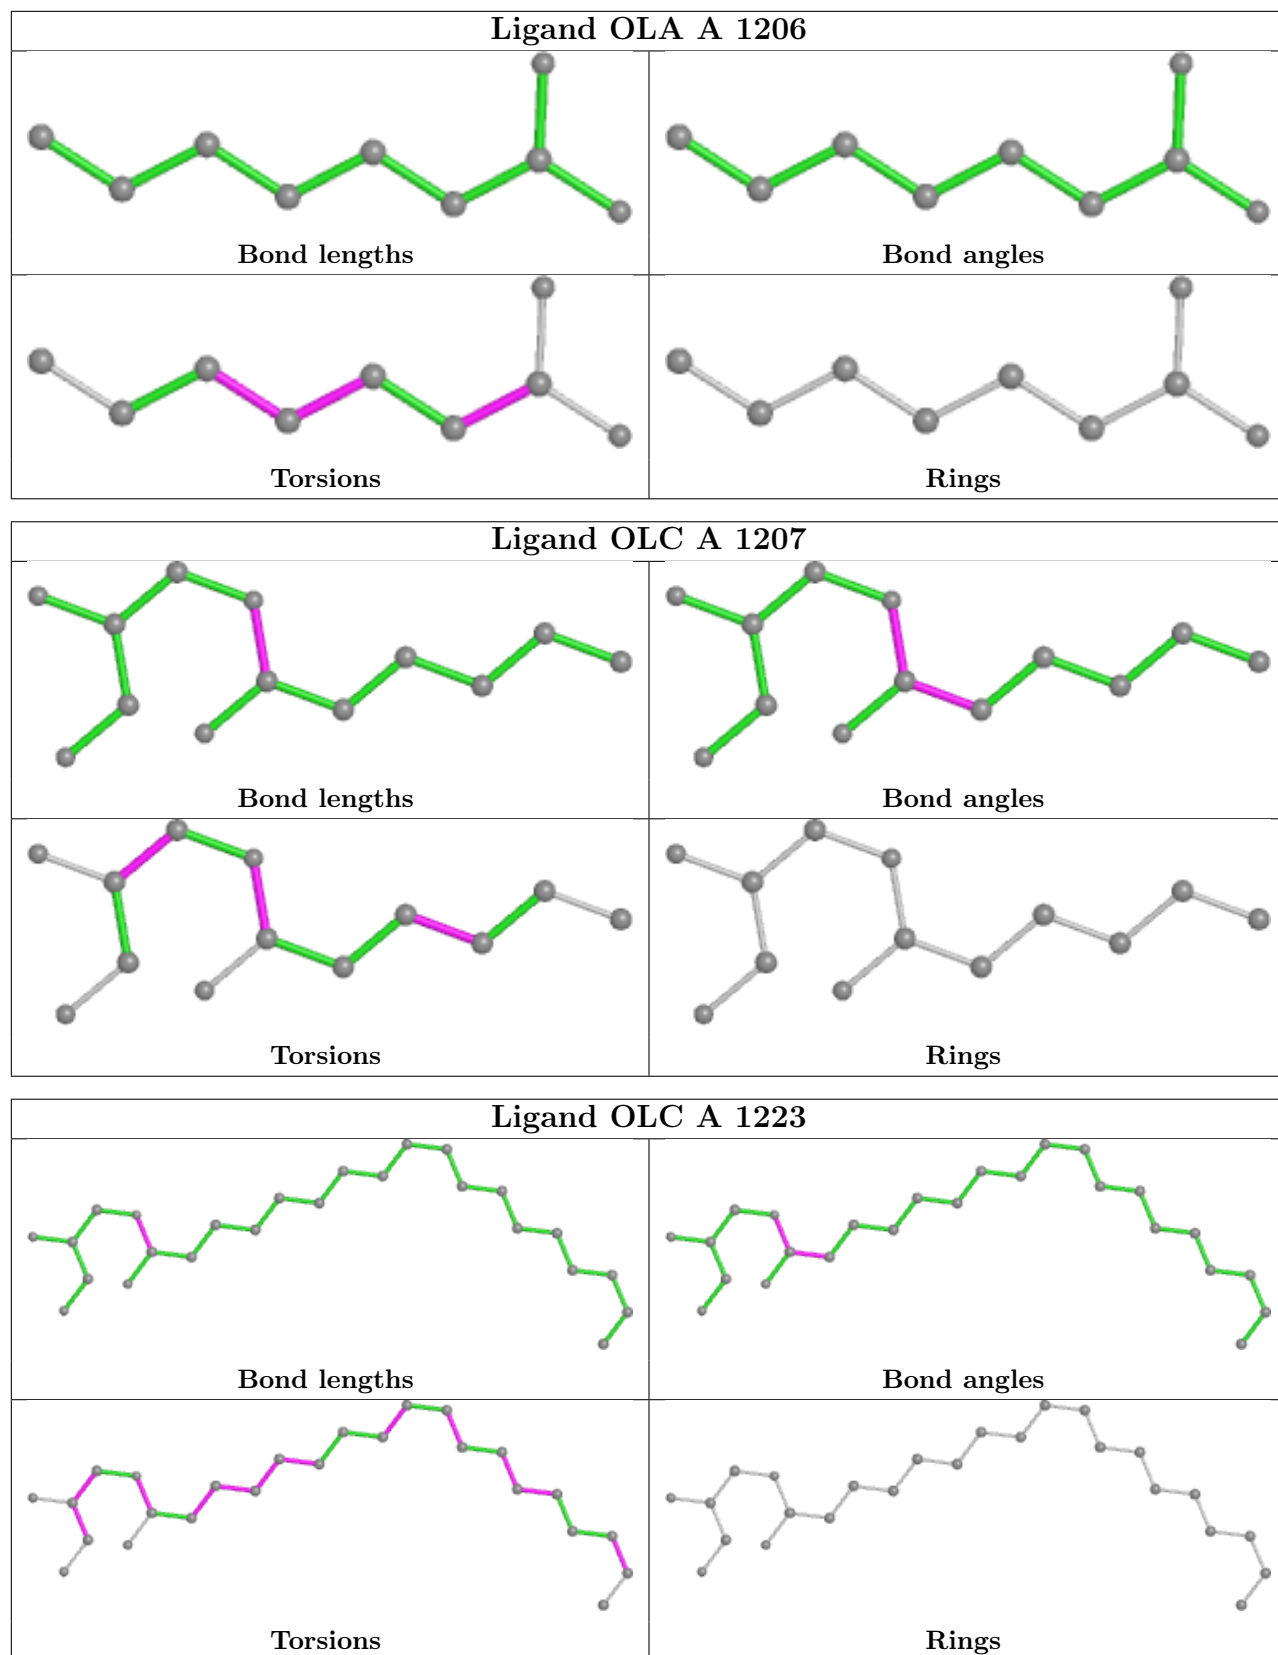 Ligand OLA A 1206
Bond lengths
Bond angles
Torsions
Rings
Ligand OLC A 1207
Bond lengths
Bond angles
Torsions
Rings
Ligand OLC A 1223
Bond lengths
Bond angles
Torsions
Rings